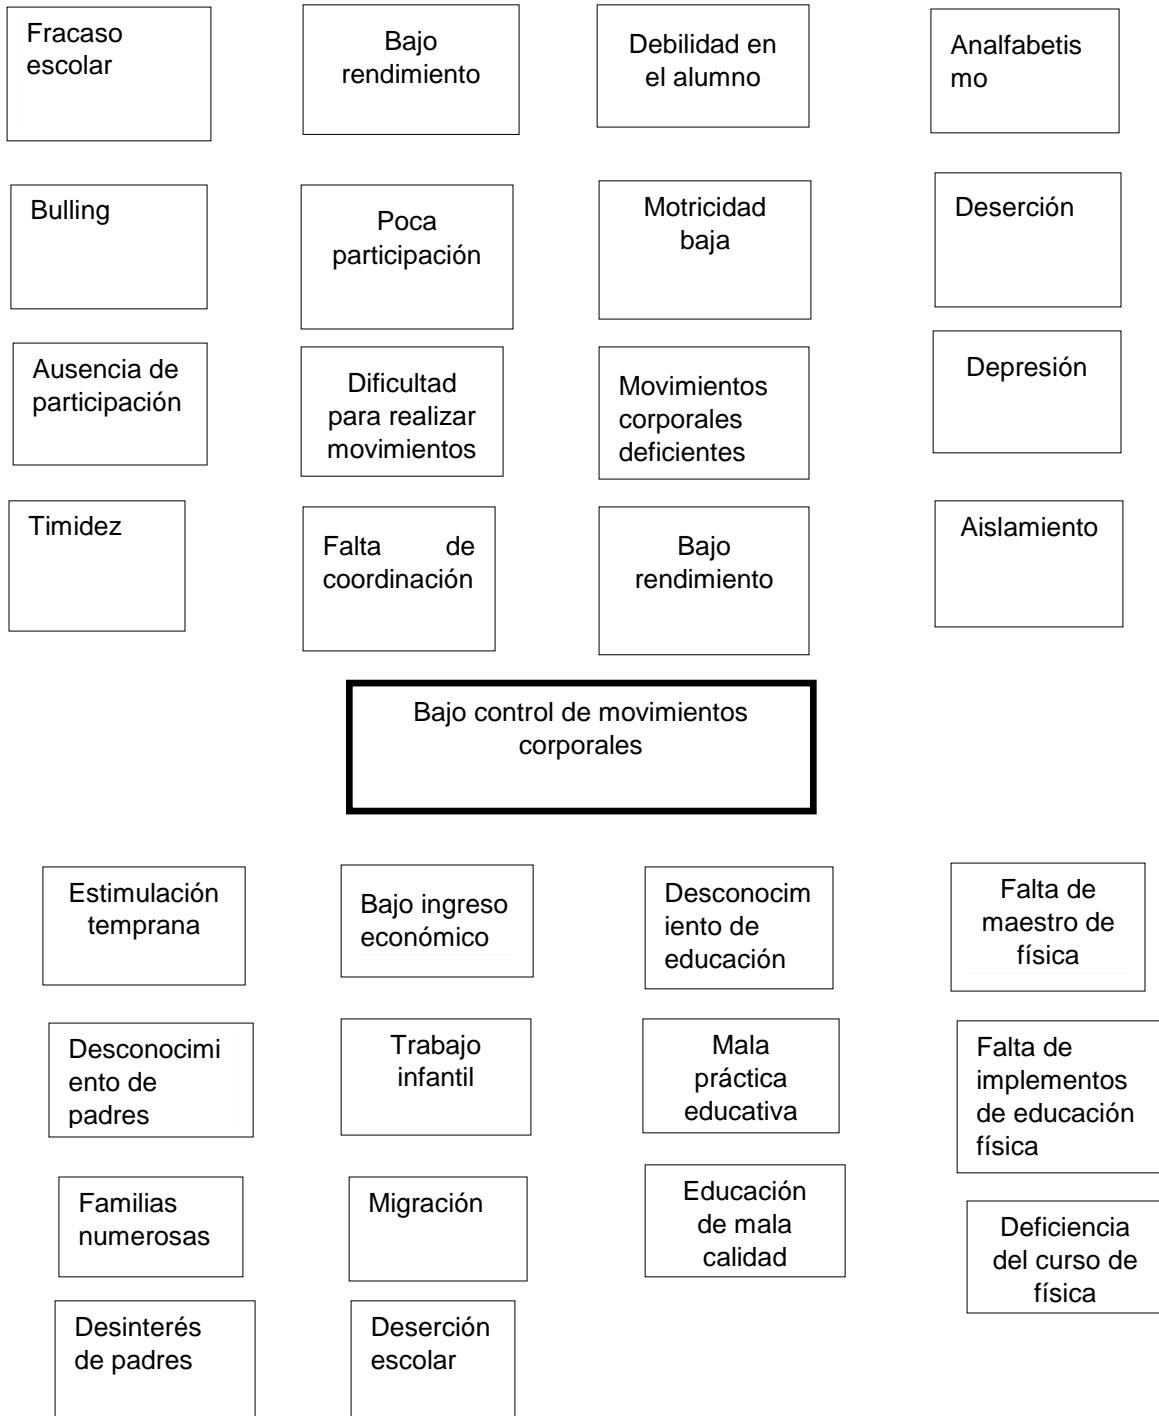 Fracaso
escolar
Bajo
rendimiento
Debilidad en
el alumno
Analfabetis
mo
Bulling
Poca
participación
Motricidad
baja
Deserción
Ausencia de
participación
Dificultad
para realizar
movimientos
Movimientos
corporales
deficientes
Depresión
Timidez
Falta de
coordinación
Bajo
rendimiento
Aislamiento
Bajo control de movimientos
corporales
Estimulación
temprana
Bajo ingreso
económico
Desconocim
iento de
educación
Falta de
maestro de
física
Desconocimi
ento de
padres
Trabajo
infantil
Mala
práctica
educativa
Falta de
implementos
de educación
física
Familias
numerosas
Migración
Educación
de mala
calidad
Deficiencia
del curso de
física
Desinterés
de padres
Deserción
escolar